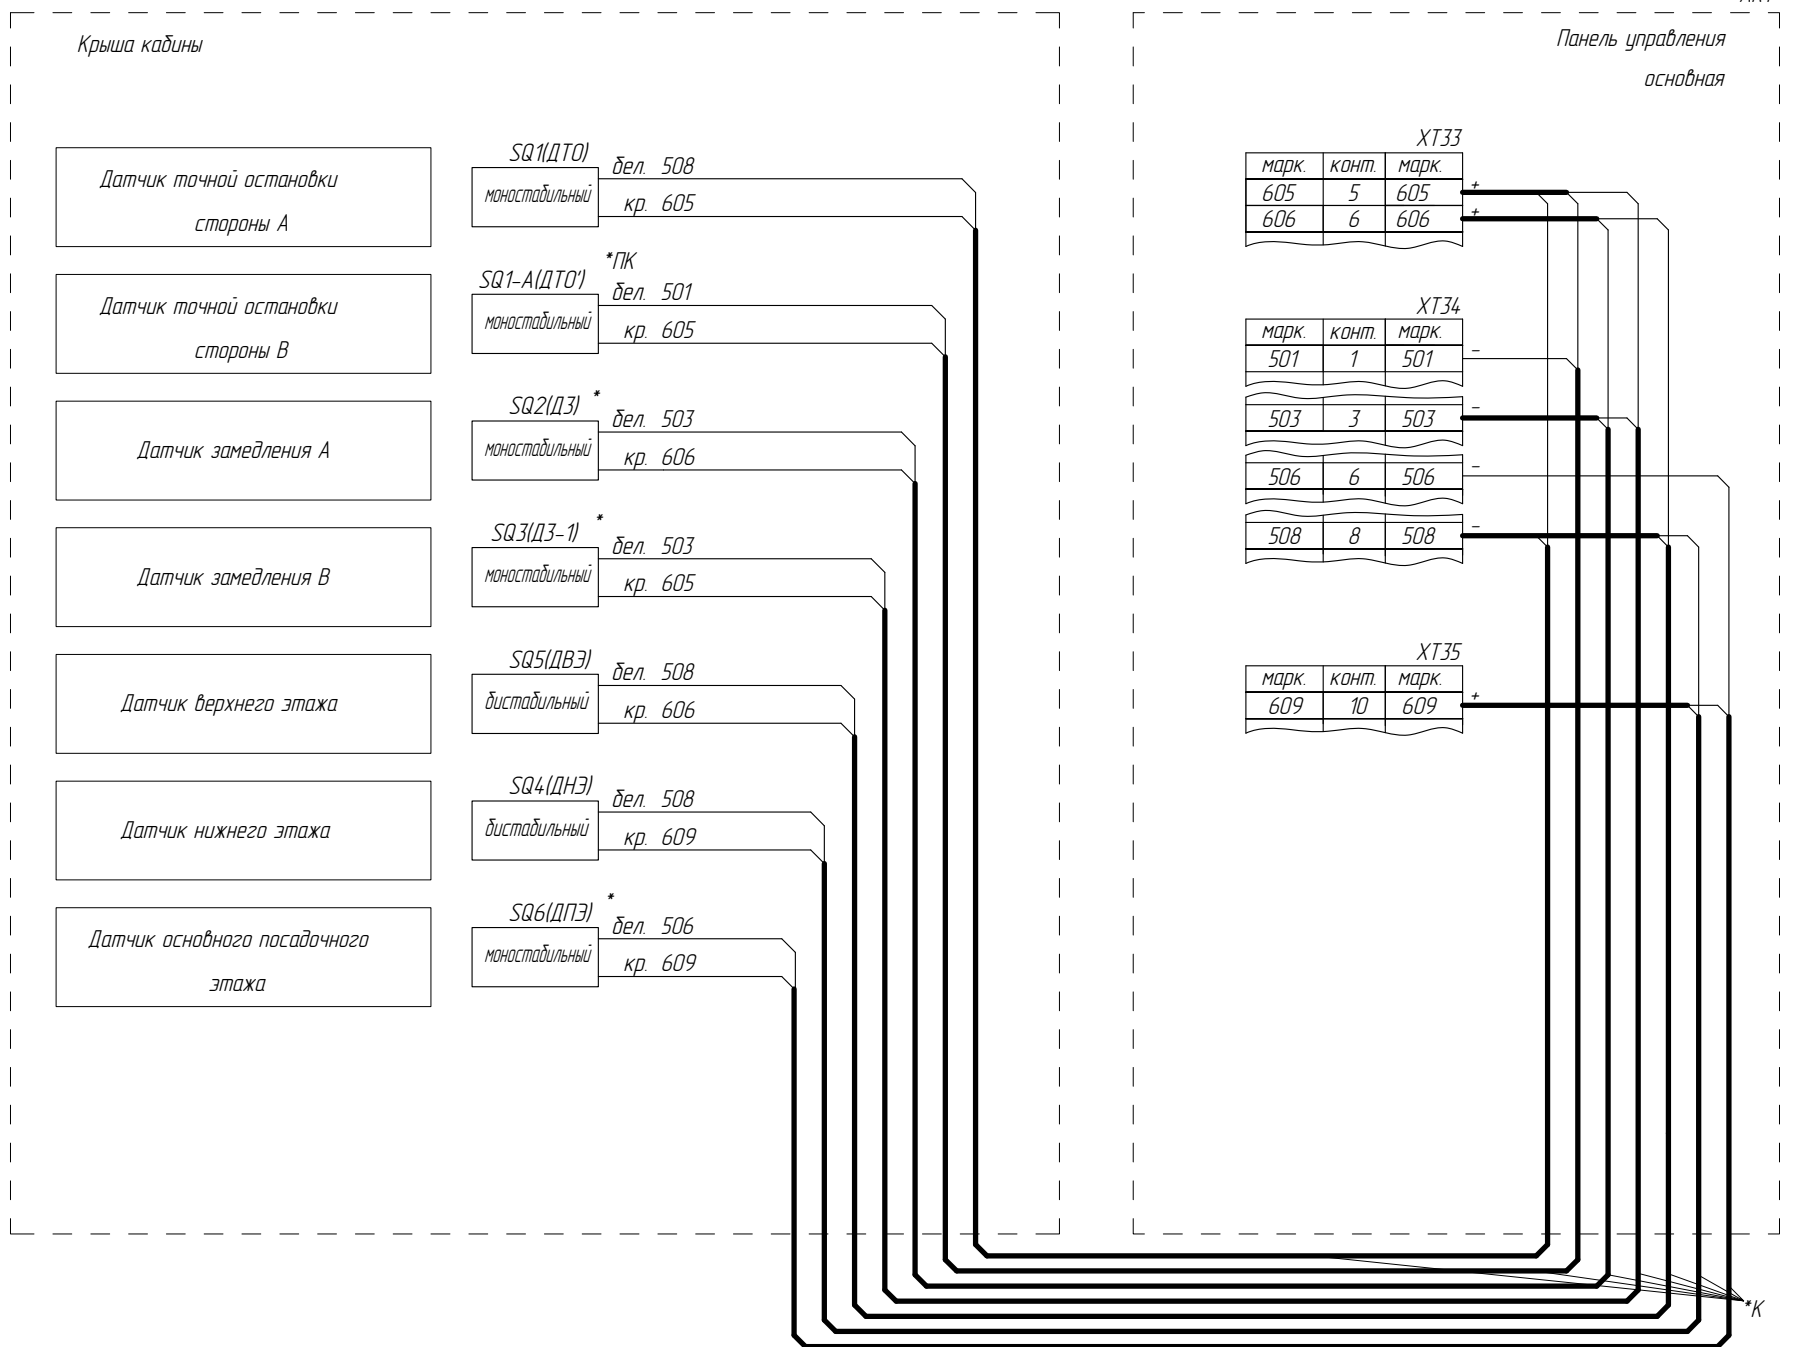 Крыша кабины
Датчик точной остановки
стороны А
SQ1(ДТО)
моностабильный
бел. 508
кр. 605
Датчик точной остановки
стороны В
*ПК
SQ1-А(ДТО')
моностабильный
бел. 501
кр. 605
Датчик замедления А
SQ2(ДЗ) *
моностабильный
бел. 503
кр. 606
Датчик замедления В
SQ3(ДЗ-1) *
моностабильный
бел. 503
кр. 605
Датчик верхнего этажа
SQ5(ДВЭ)
бистабильный
бел. 508
кр. 606
Датчик нижнего этажа
SQ4(ДНЭ)
бистабильный
бел. 508
кр. 609
Датчик основного посадочного
этажа
SQ6(ДПЭ) *
моностабильный
бел. 506
кр. 609
Панель управления
основная
XT33
марк. конт. марк.
605 5 605 +
606 6 606 +
XT34
марк. конт. марк.
501 1 501 -
503 3 503 -
506 6 506 -
508 8 508 -
XT35
марк. конт. марк.
609 10 609 +
*К